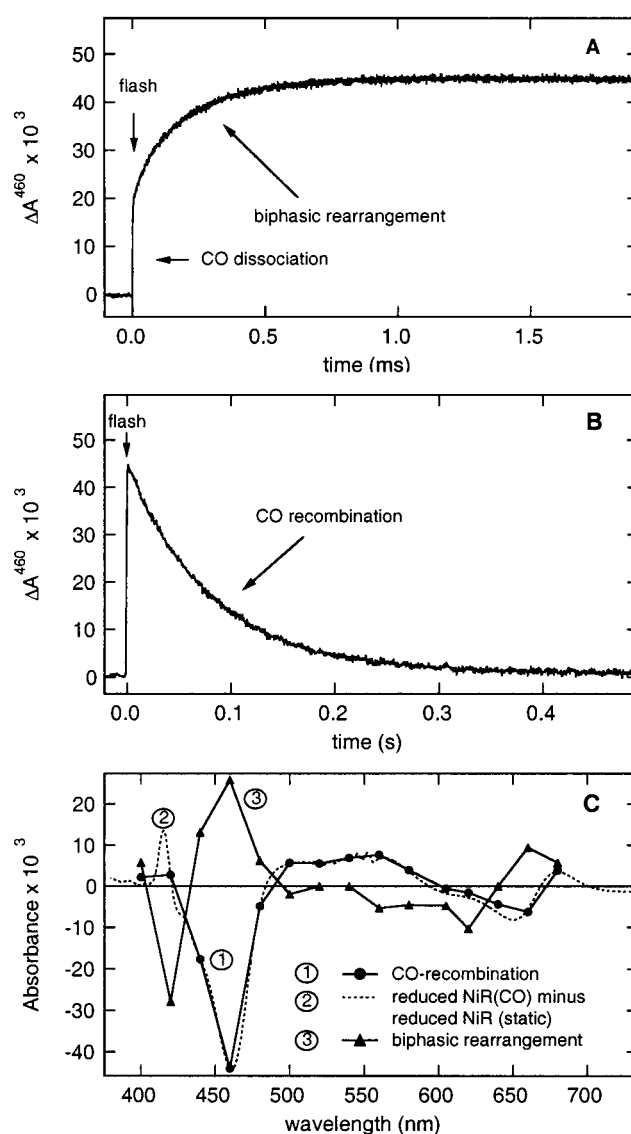 A
50
40
30
20
10
0
ΔA⁴⁶⁰ x 10³
flash
biphasic rearrangement
CO dissociation
0.0 0.5 1.0 1.5
time (ms)
B
50
40
30
20
10
0
ΔA⁴⁶⁰ x 10³
flash
CO recombination
0.0 0.1 0.2 0.3 0.4
time (s)
C
20
10
0
-10
-20
-30
-40
Absorbance x 10³
2
3
1
1 CO-recombination
2 reduced NiR(CO) minus
reduced NiR (static)
3 biphasic rearrangement
400 450 500 550 600 650 700
wavelength (nm)